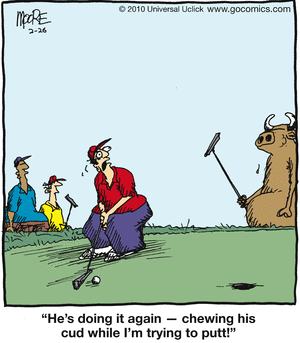 © 2010 Universal Uclick www.gocomics.com
MOORE
2-26
"He's doing it again — chewing his
cud while I'm trying to putt!"